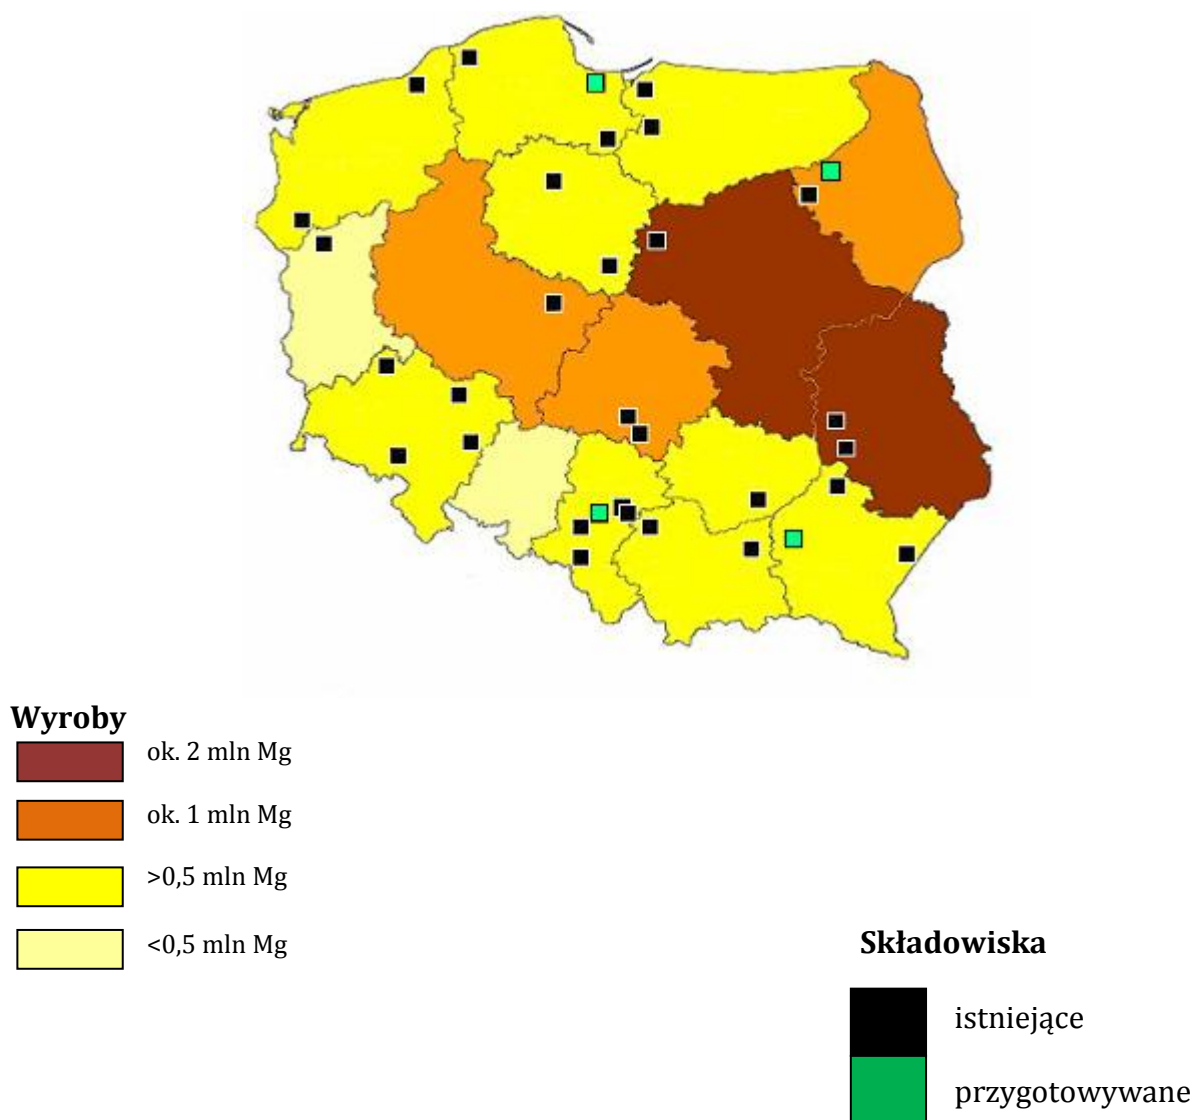 Wyroby
ok. 2 mln Mg
ok. 1 mln Mg
>0,5 mln Mg
<0,5 mln Mg
Składowiska
istniejące
przygotowywane